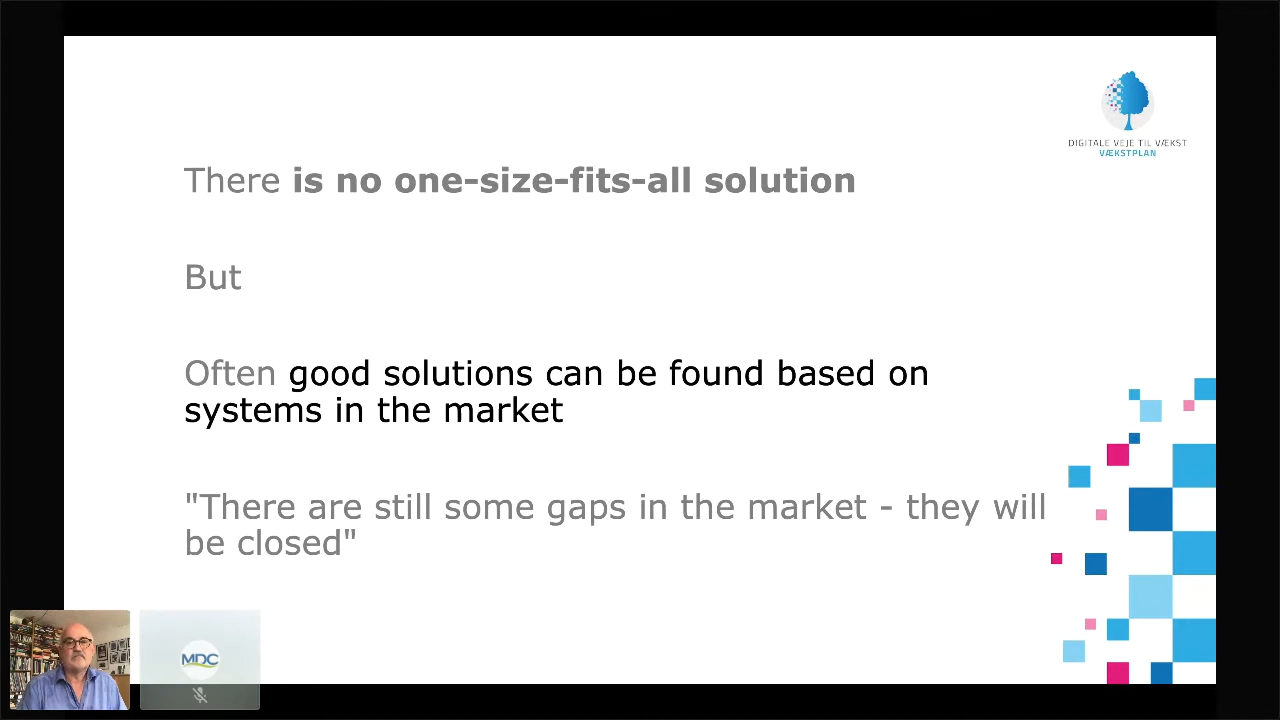 DIGITALE VEJE TIL VÆKST
VÆKSTPLAN
There is no one-size-fits-all solution
But
Often good solutions can be found based on
systems in the market
"There are still some gaps in the market - they will
be closed"
MDC